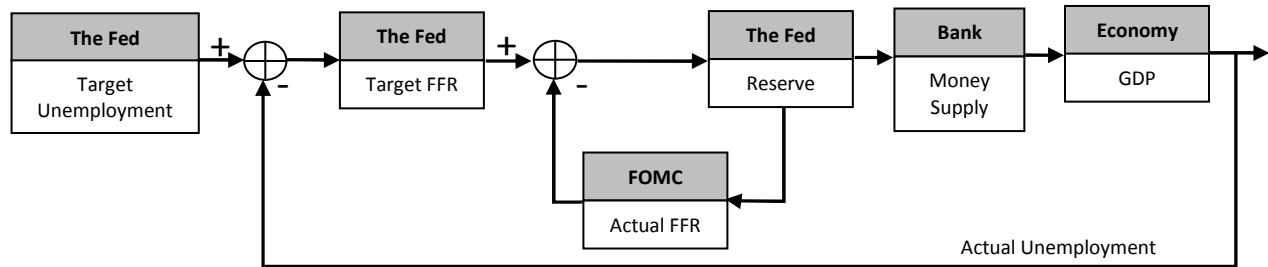 The Fed
Target
Unemployment
+
-
The Fed
Target FFR
+
-
The Fed
Reserve
Bank
Money
Supply
Economy
GDP
FOMC
Actual FFR
Actual Unemployment